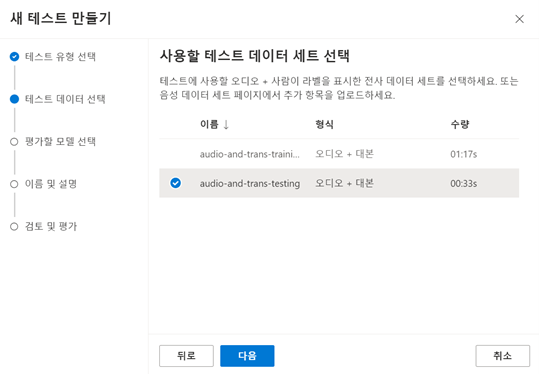 새 테스트 만들기
테스트 유형 선택
테스트 데이터 선택
평가할 모델 선택
이름 및 설명
검토 및 평가
사용할 테스트 데이터 세트 선택
테스트에 사용할 오디오 + 사람이 라벨을 표시한 전사 데이터 세트를 선택하세요. 또는
음성 데이터 세트 페이지에서 추가 항목을 업로드하세요.
이름 ↓ 형식 수량
audio-and-trans-traini... 오디오 + 대본 01:17s
audio-and-trans-testing 오디오 + 대본 00:33s
뒤로 다음 취소